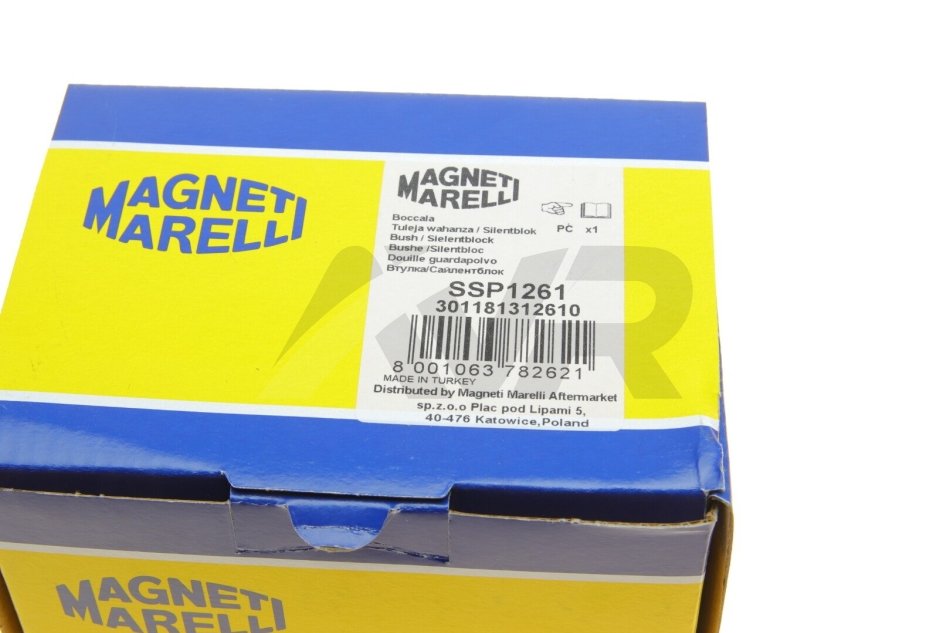 MAGNETI
MARELLI
MAGNETI
MARELLI
Boccala
Tuleja wahanza / Silentblok
Bush / Sielentblock
Bushe /Silentbloc
Douille guardapolvo
Втулка/Сайлентблок
PC x1
SSP1261
301181312610
8 001063 782621
MADE IN TURKEY
Distributed by Magneti Marelli Aftermarket
sp.z.o.o Plac pod Lipami 5,
40-476 Katowice,Poland
MAGNETI
MARELLI